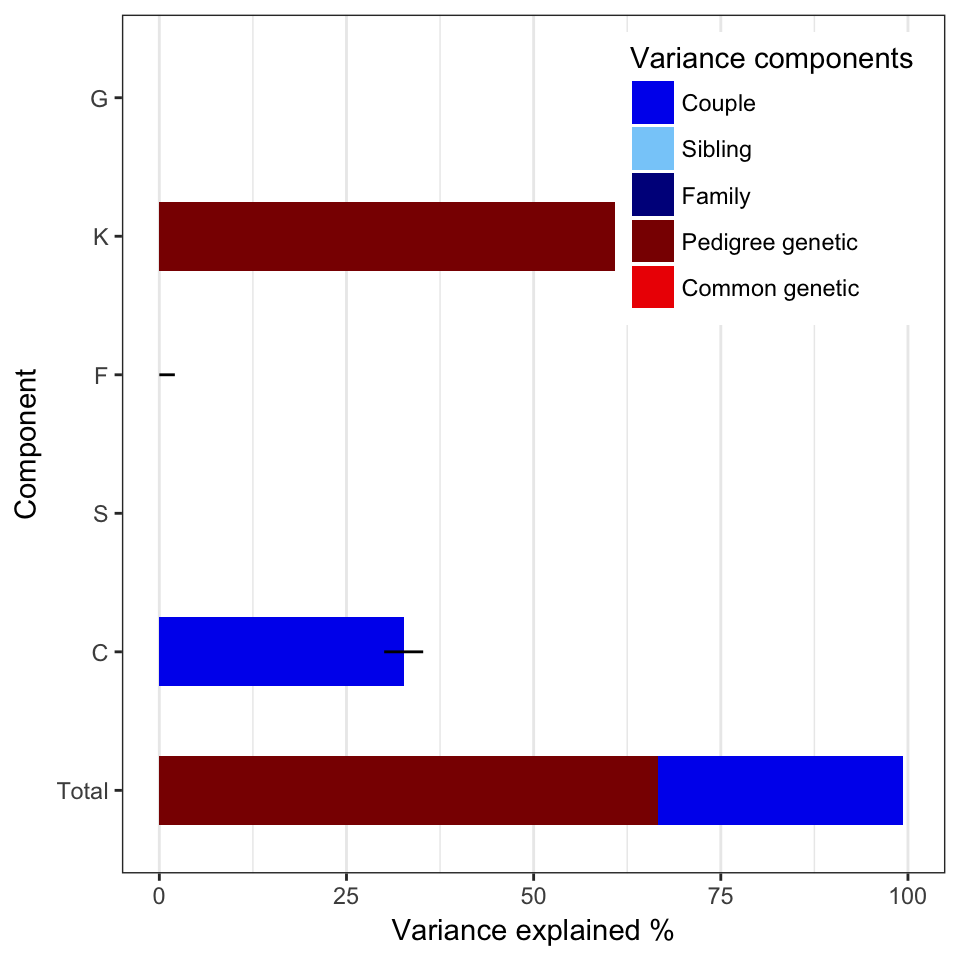 Variance components
Couple
Sibling
Family
Pedigree genetic
Common genetic
G
K
F
S
C
Total
Component
0 25 50 75 100
Variance explained %